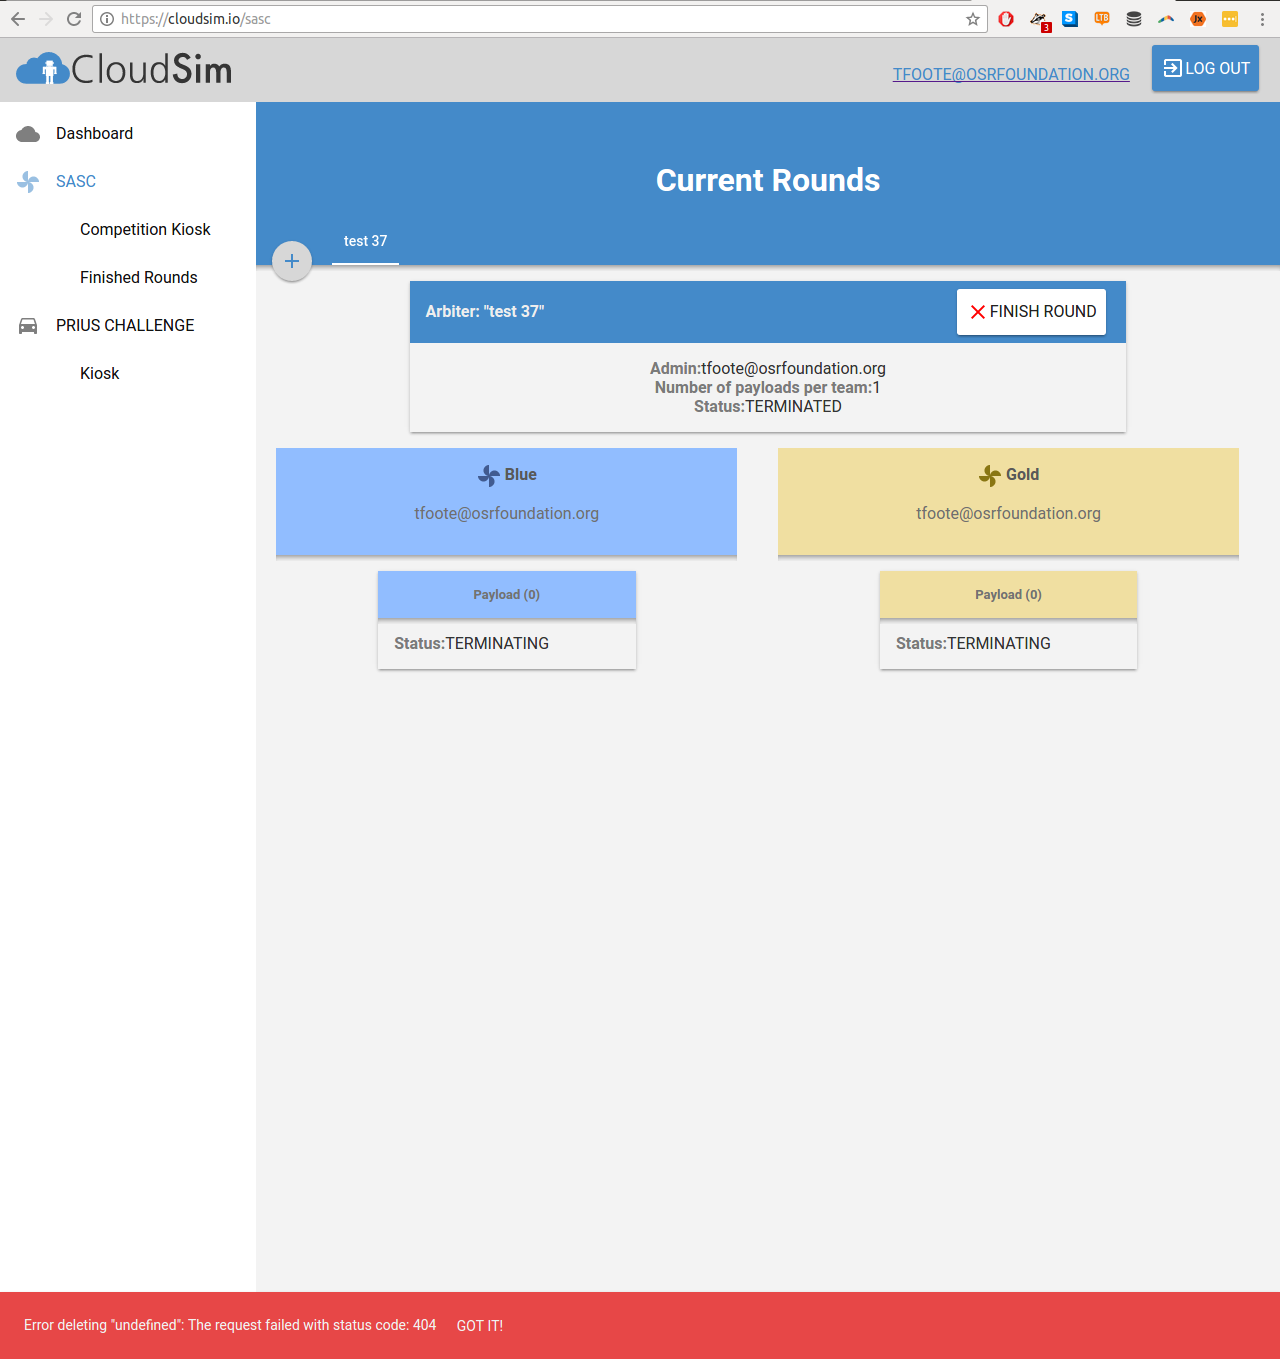 https://cloudsim.io/sasc
S
LTB
Jx
3
CloudSim
TFOOTE@OSRFOUNDATION.ORG
LOG OUT
Dashboard
SASC
Competition Kiosk
Finished Rounds
PRIUS CHALLENGE
Kiosk
Current Rounds
+
test 37
Arbiter: "test 37"
FINISH ROUND
Admin:tfoote@osrfoundation.org
Number of payloads per team:1
Status:TERMINATED
Blue
tfoote@osrfoundation.org
Gold
tfoote@osrfoundation.org
Payload (0)
Status:TERMINATING
Payload (0)
Status:TERMINATING
Error deleting "undefined": The request failed with status code: 404
GOT IT!